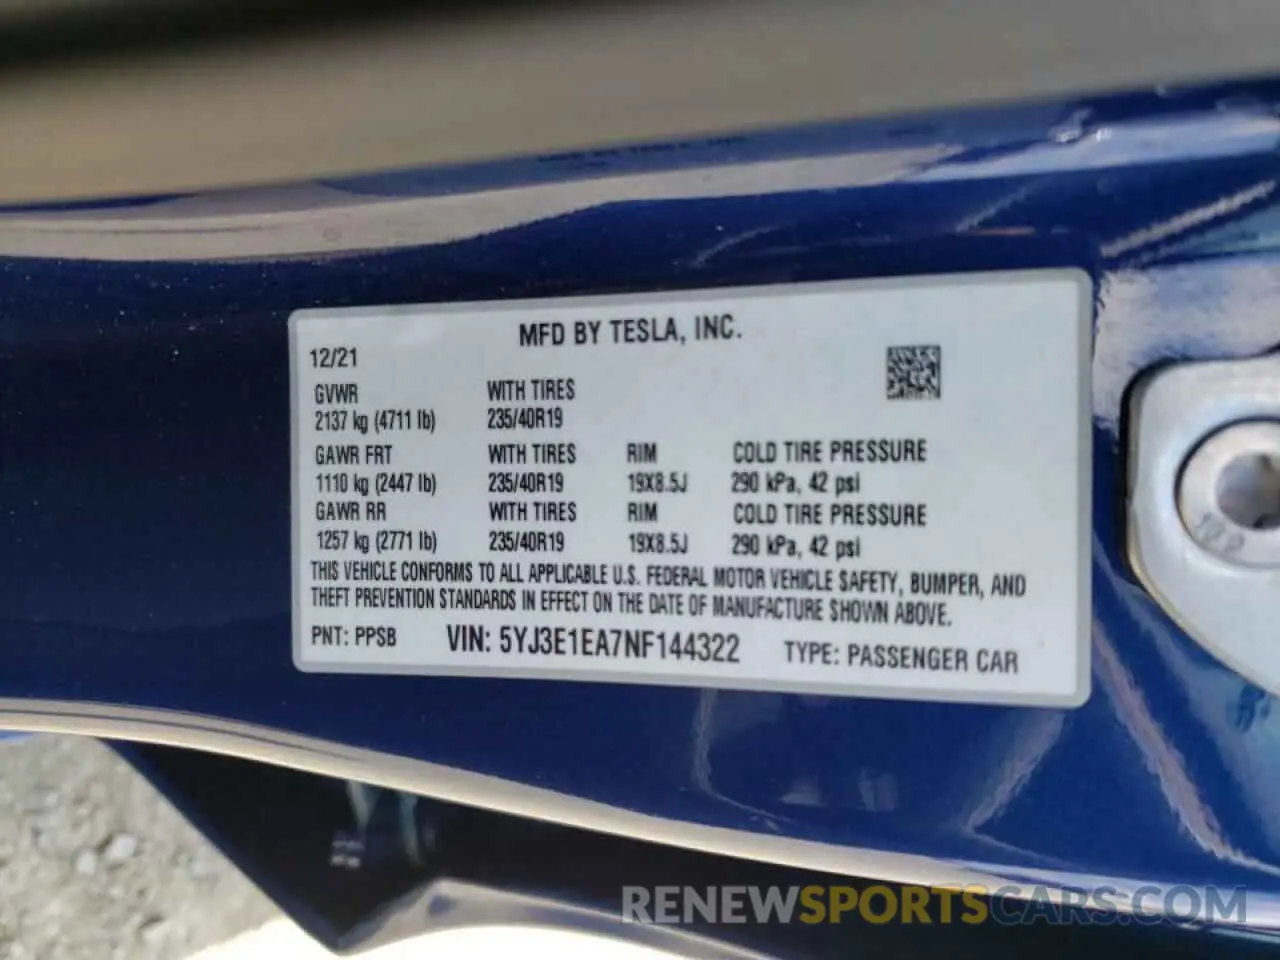 MFD BY TESLA, INC.
12/21
GVWR WITH TIRES
2137 kg (4711 lb) 235/40R19
GAWR FRT WITH TIRES RIM COLD TIRE PRESSURE
1110 kg (2447 lb) 235/40R19 19X8.5J 290 kPa, 42 psi
GAWR RR WITH TIRES RIM COLD TIRE PRESSURE
1257 kg (2771 lb) 235/40R19 19X8.5J 290 kPa, 42 psi
THIS VEHICLE CONFORMS TO ALL APPLICABLE U.S. FEDERAL MOTOR VEHICLE SAFETY, BUMPER, AND
THEFT PREVENTION STANDARDS IN EFFECT ON THE DATE OF MANUFACTURE SHOWN ABOVE.
PNT: PPSB VIN: 5YJ3E1EA7NF144322 TYPE: PASSENGER CAR
RENEWSPORTSCARS.COM